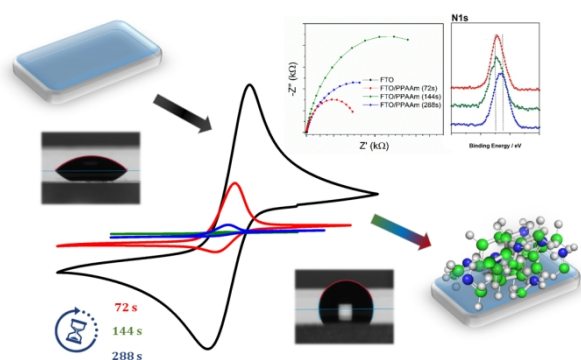 N1s
-Z" (kΩ)
FTO
FTO/PPAAm (72s)
FTO/PPAAm (144s)
FTO/PPAAm (288s)
Z' (kΩ)
Binding Energy / eV
72 s
144 s
288 s